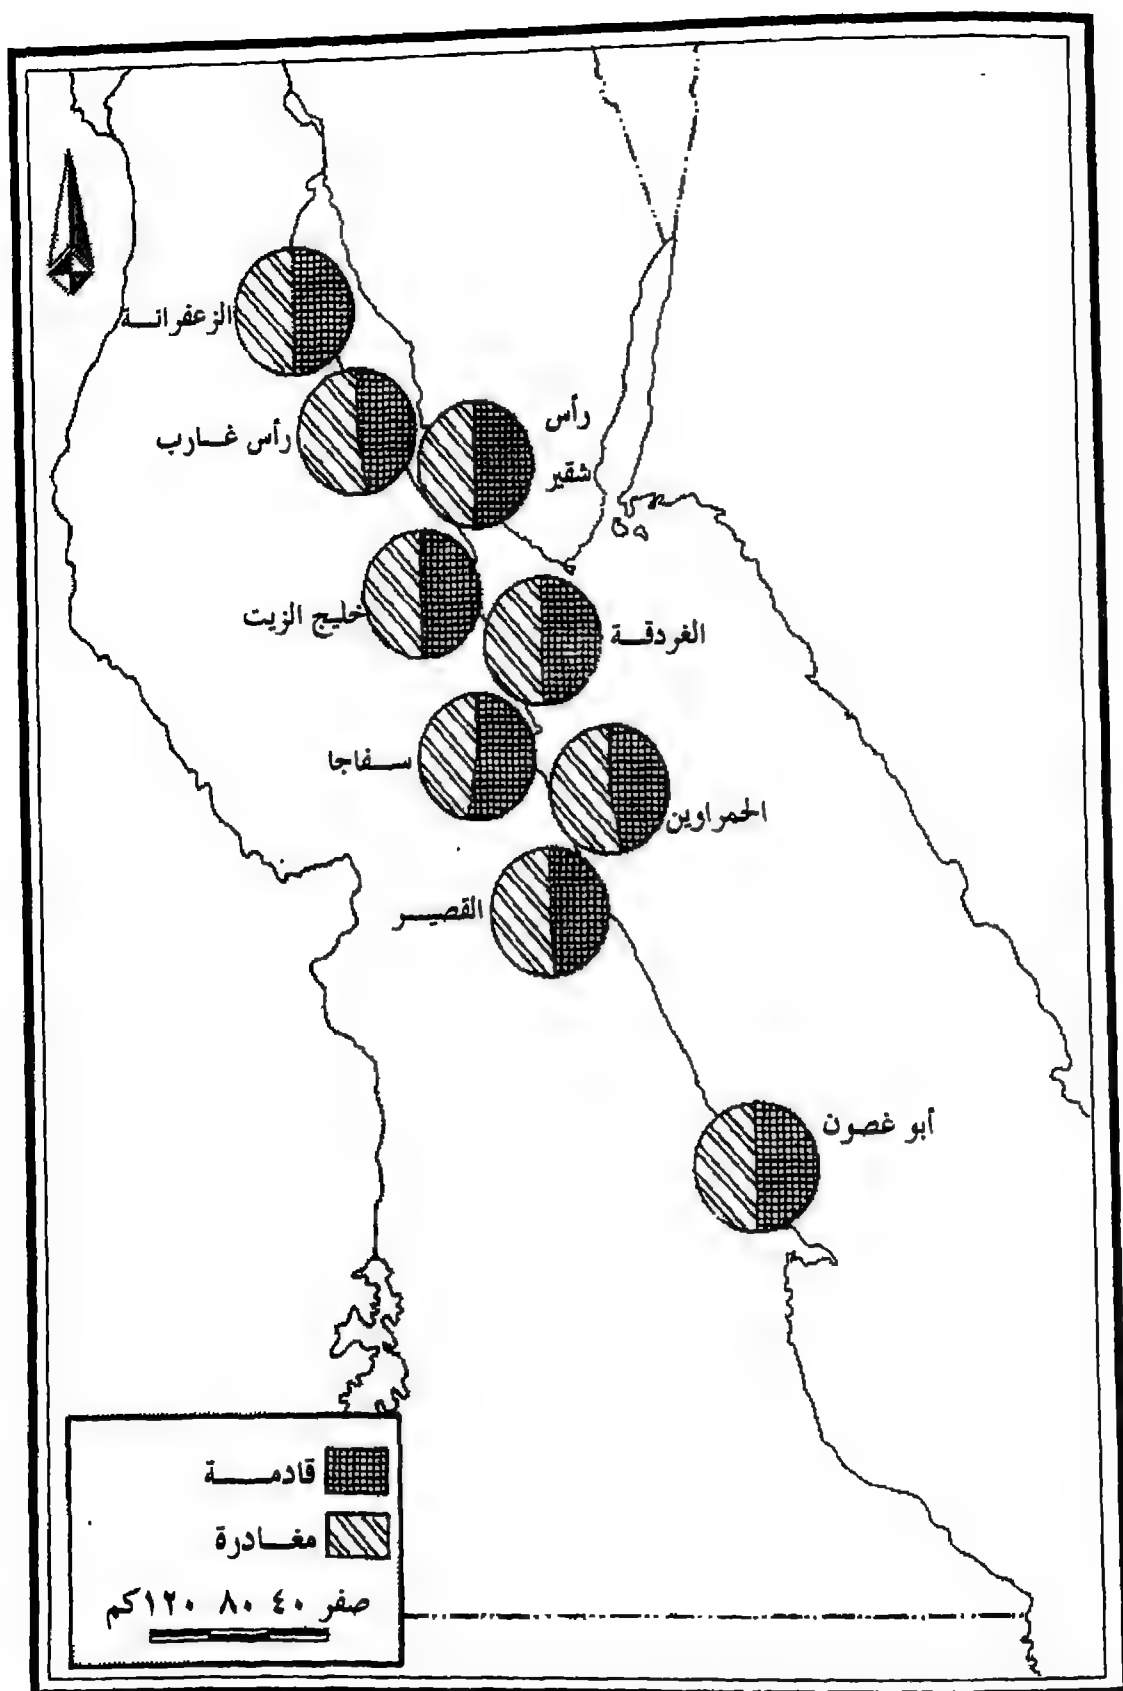 الزعفرانة
رأس غارب
رأس
شقير
خليج الزيت
الغردقة
سفاجا
الحمراوين
القصير
أبو غصون
قادمة
مغادرة
صفر ٤٠ ٨٠ ١٢٠كم